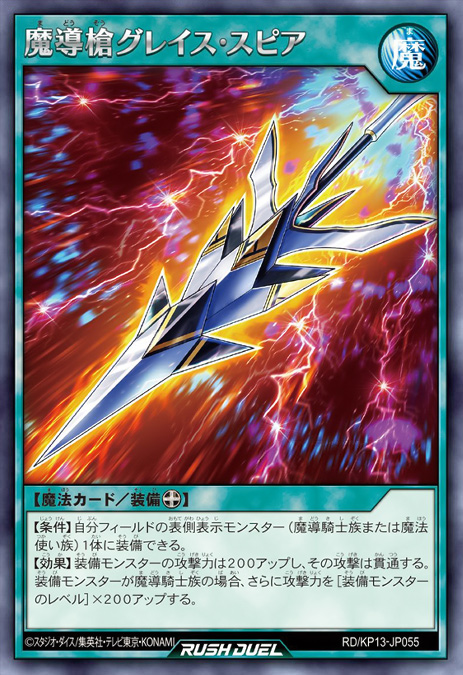 魔導槍グレイス・スピア
魔
【魔法カード/装備】
【条件】自分フィールドの表側表示モンスター(魔導騎士族または魔法
使い族)1体に装備できる。
【効果】装備モンスターの攻撃力は200アップし、その攻撃は貫通する。
装備モンスターが魔導騎士族の場合、さらに攻撃力を[装備モンスター
のレベル]×200アップする。
©スタジオ・ダイス/集英社・テレビ東京・KONAMI
RUSH DUEL
RD/KP13-JP055